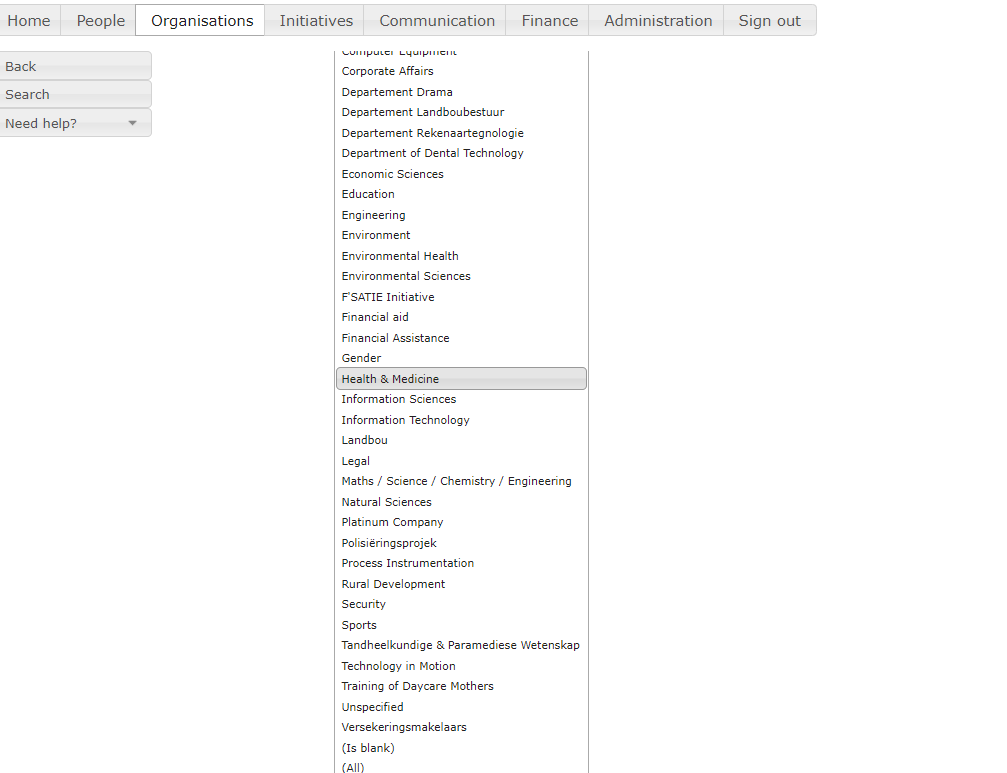 Home People Organisations Initiatives Communication Finance Administration Sign out
Back
Search
Need help?
Computer Equipment
Corporate Affairs
Departement Drama
Departement Landboubestuur
Departement Rekenaartegnologie
Department of Dental Technology
Economic Sciences
Education
Engineering
Environment
Environmental Health
Environmental Sciences
F'SATIE Initiative
Financial aid
Financial Assistance
Gender
Health & Medicine
Information Sciences
Information Technology
Landbou
Legal
Maths / Science / Chemistry / Engineering
Natural Sciences
Platinum Company
Polisiëringsprojek
Process Instrumentation
Rural Development
Security
Sports
Tandheelkundige & Paramediese Wetenskap
Technology in Motion
Training of Daycare Mothers
Unspecified
Versekeringsmakelaars
(Is blank)
(All)